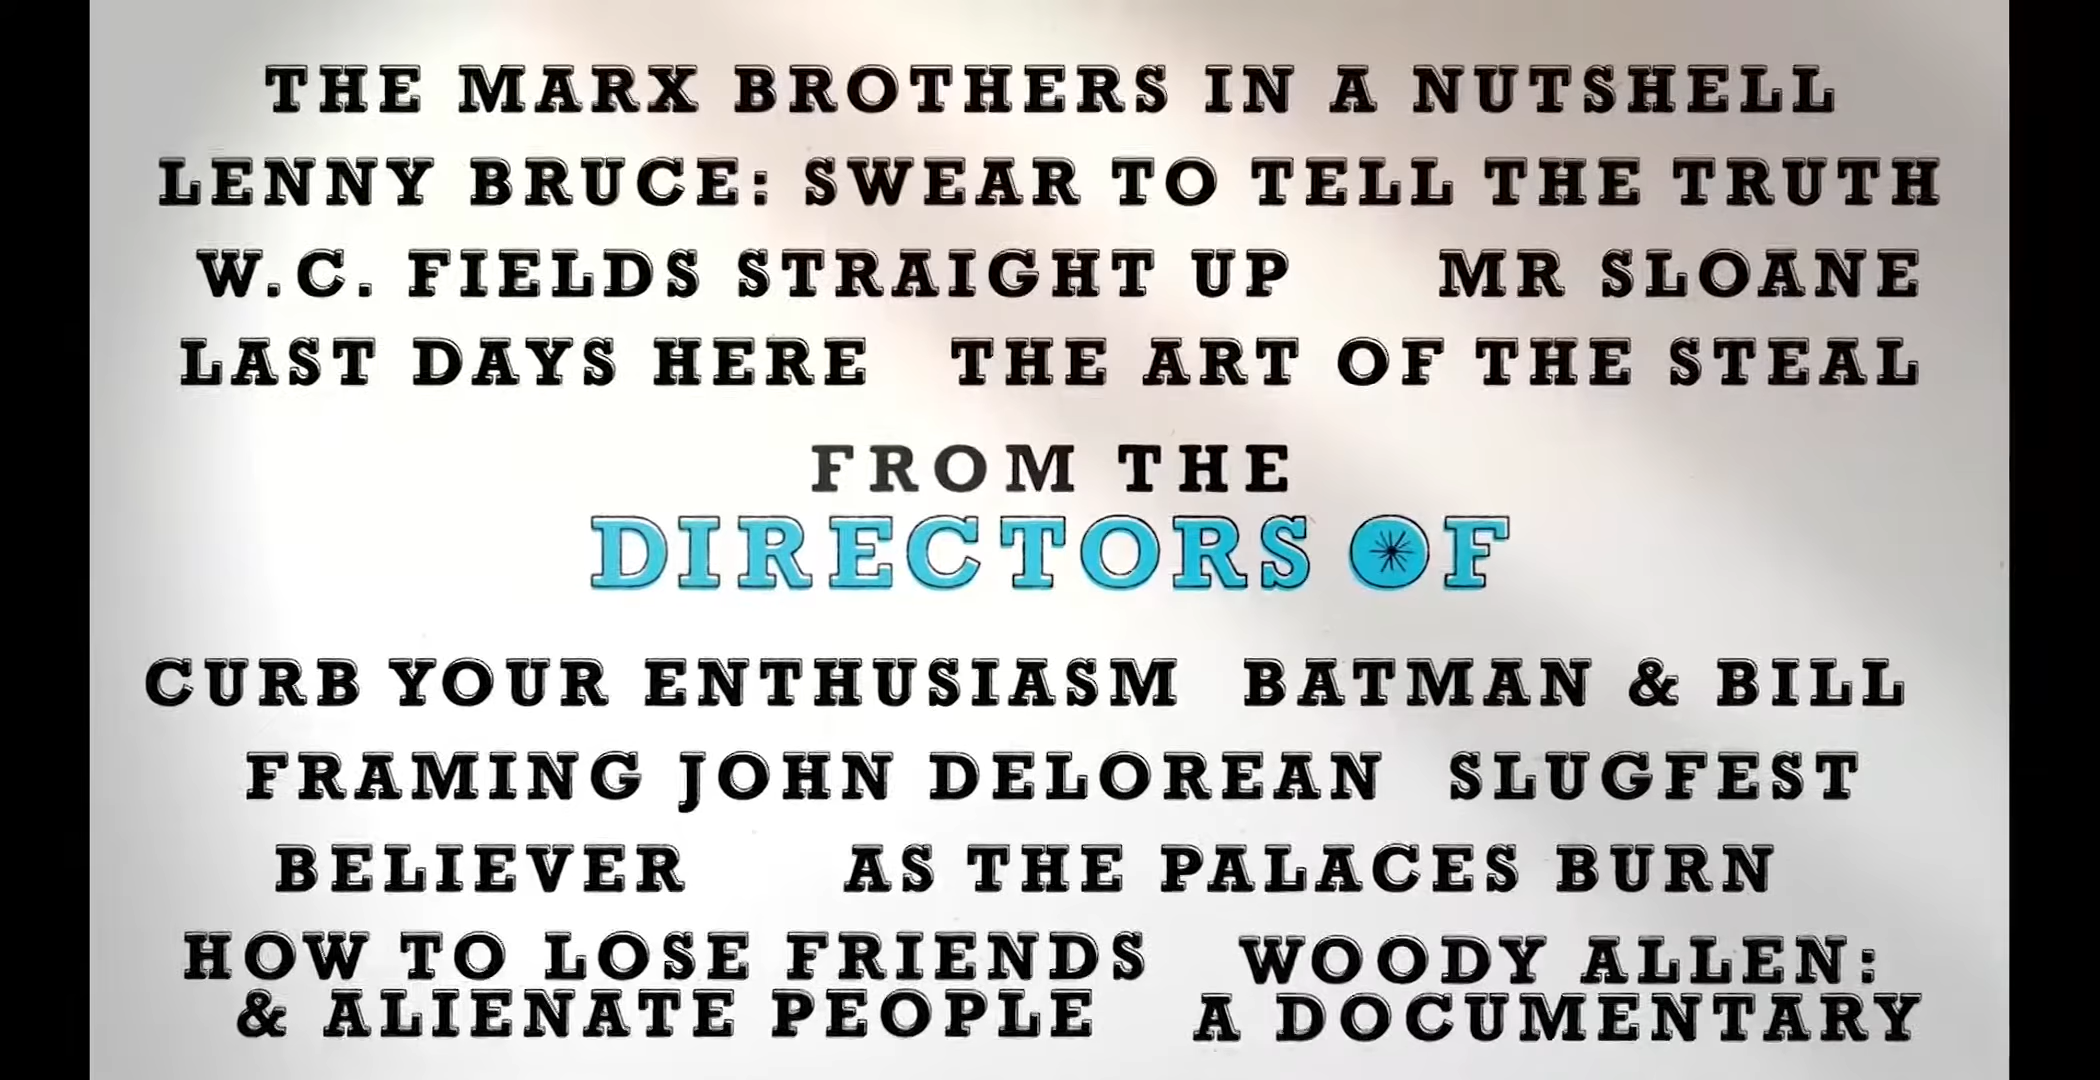 THE MARX BROTHERS IN A NUTSHELL
LENNY BRUCE: SWEAR TO TELL THE TRUTH
W.C. FIELDS STRAIGHT UP MR SLOANE
LAST DAYS HERE THE ART OF THE STEAL
FROM THE
DIRECTORS OF
CURB YOUR ENTHUSIASM BATMAN & BILL
FRAMING JOHN DELOREAN SLUGFEST
BELIEVER AS THE PALACES BURN
HOW TO LOSE FRIENDS
& ALIENATE PEOPLE
WOODY ALLEN:
A DOCUMENTARY